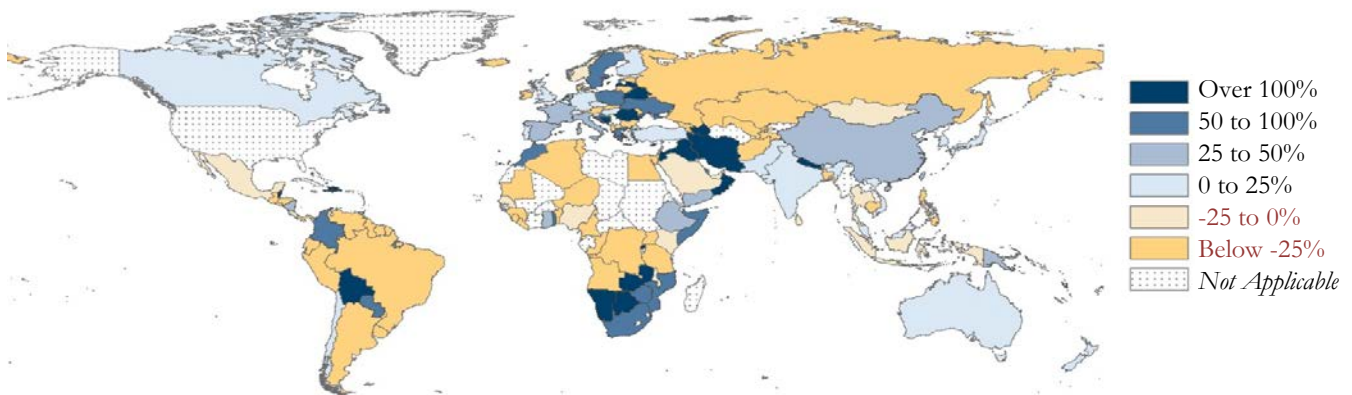 Over 100%
50 to 100%
25 to 50%
0 to 25%
-25 to 0%
Below -25%
Not Applicable